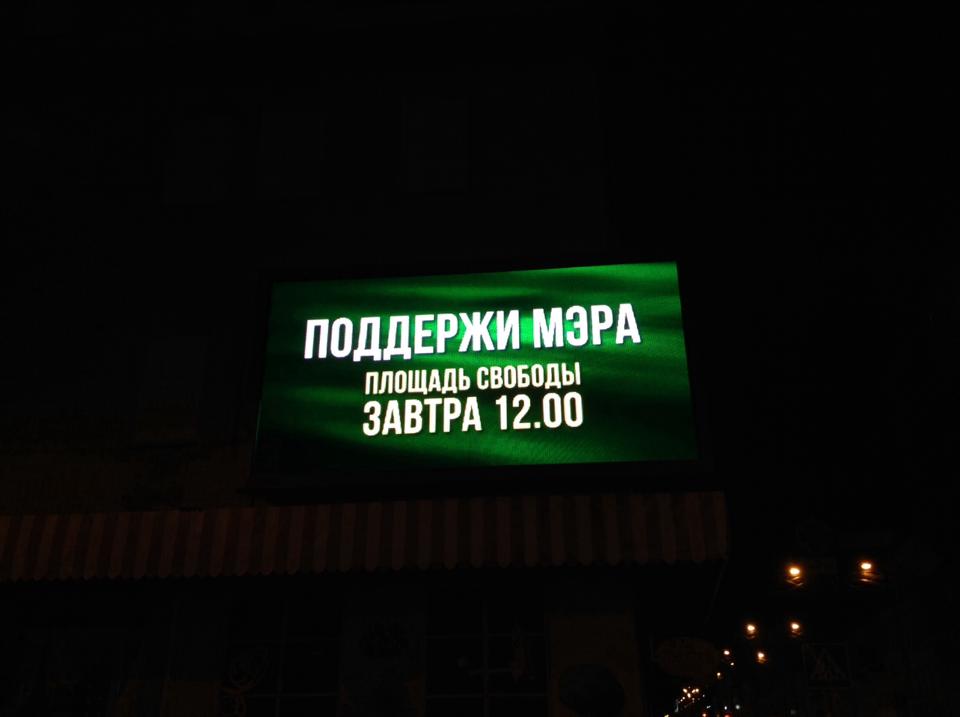 ПОДДЕРЖИ МЭРА
ПЛОЩАДЬ СВОБОДЫ
ЗАВТРА 12.00